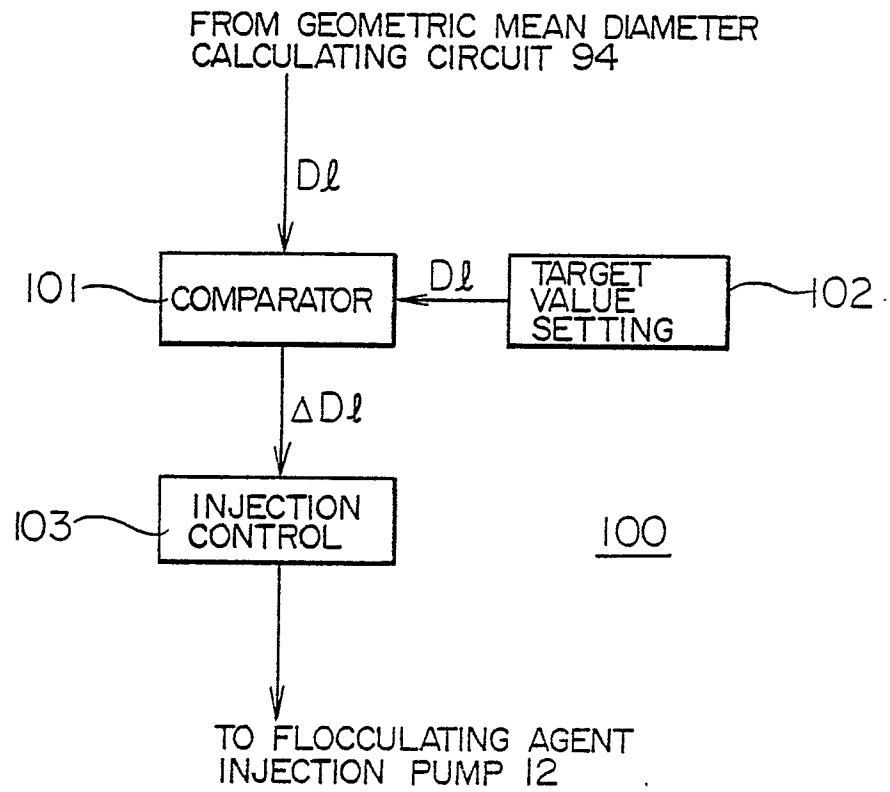 FROM GEOMETRIC MEAN DIAMETER
CALCULATING CIRCUIT 94
Dℓ
101
COMPARATOR
Dℓ
TARGET
VALUE
SETTING
102
ΔDℓ
103
INJECTION
CONTROL
100
TO FLOCCULATING AGENT
INJECTION PUMP 12